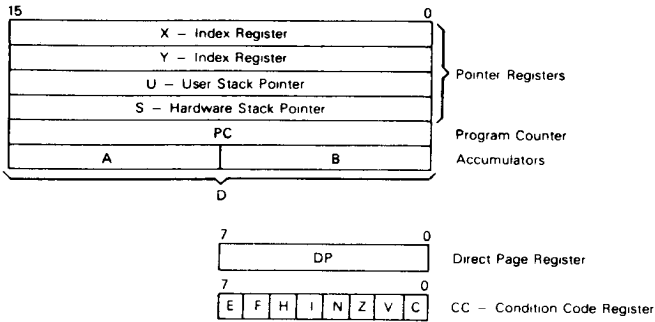 15 0
X – Index Register
Y – Index Register
U – User Stack Pointer
S – Hardware Stack Pointer
Pointer Registers
PC Program Counter
A B Accumulators
D
7 0
DP Direct Page Register
7 0
E F H I N Z V C CC – Condition Code Register